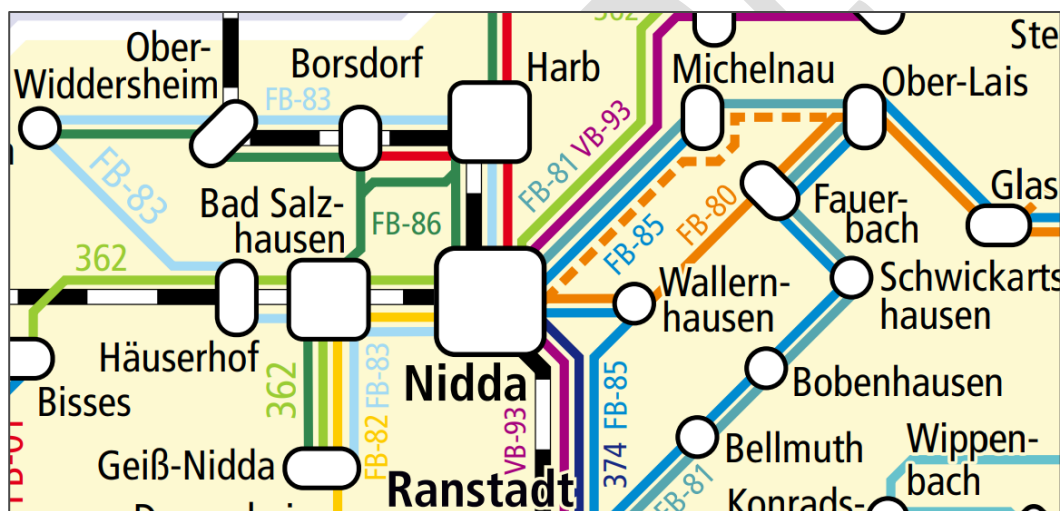 362
Ste
Ober-
Widdersheim
Borsdorf
Harb
Michelnau
Ober-Lais
FB-83
VB-93
FB-81
FB-83
Bad Salz-
hausen
FB-86
FB-85
FB-80
Fauer-
bach
Glas
362
Wallern-
hausen
Schwickarts
hausen
Häuserhof
Nidda
Bisses
362
FB-83
FB-82
VB-93
374
FB-85
Bobenhausen
Geiß-Nidda
Ranstadt
Bellmuth
FB-81
Wippen-
bach
Konrads-